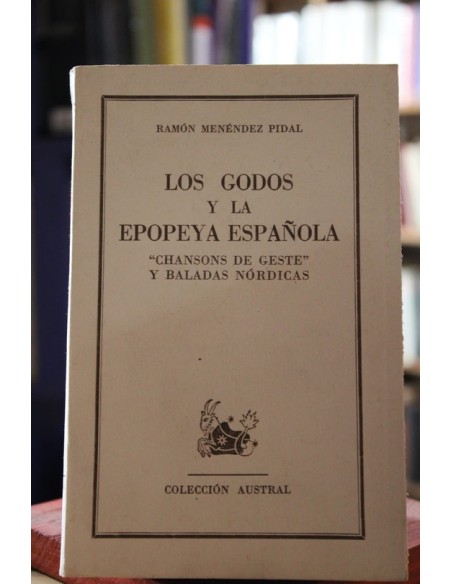 RAMÓN MENÉNDEZ PIDAL
LOS GODOS
Y LA
EPOPEYA ESPAÑOLA
"CHANSONS DE GESTE"
Y BALADAS NÓRDICAS
COLECCIÓN AUSTRAL